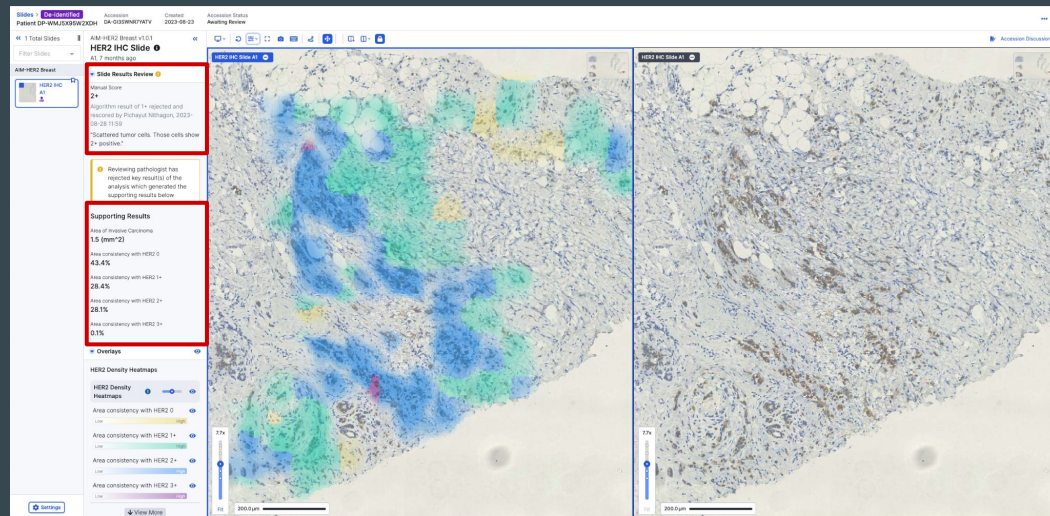 Slides > De-Identified
Patient DP-WMJ5X95W2XDH
Accession
DA-GI3SWNR7YATV
Created
2023-08-23
Accession Status
Awaiting Review
Accession Discussion
1 Total Slides
Filter Slides
AIM-HER2 Breast
HER2 IHC
A1
Settings
AIM-HER2 Breast v1.0.1
HER2 IHC Slide
A1, 7 months ago
Slide Results Review
Manual Score
2+
Algorithm result of 1+ rejected and
rescored by Pichayut Nithagon, 2023-
08-28 11:59
"Scattered tumor cells. Those cells show
2+ positive."
Reviewing pathologist has
rejected key result(s) of the
analysis which generated the
supporting results below
Supporting Results
Area of Invasive Carcinoma
1.5 (mm^2)
Area consistency with HER2 0
43.4%
Area consistency with HER2 1+
28.4%
Area consistency with HER2 2+
28.1%
Area consistency with HER2 3+
0.1%
Overlays
HER2 Density Heatmaps
HER2 Density
Heatmaps
Area consistency with HER2 0
Low High
Area consistency with HER2 1+
Low High
Area consistency with HER2 2+
Low High
Area consistency with HER2 3+
Low High
View More
HER2 IHC Slide A1
7.7x
Fit
200.0 µm
HER2 IHC Slide A1
7.7x
Fit
200.0 µm